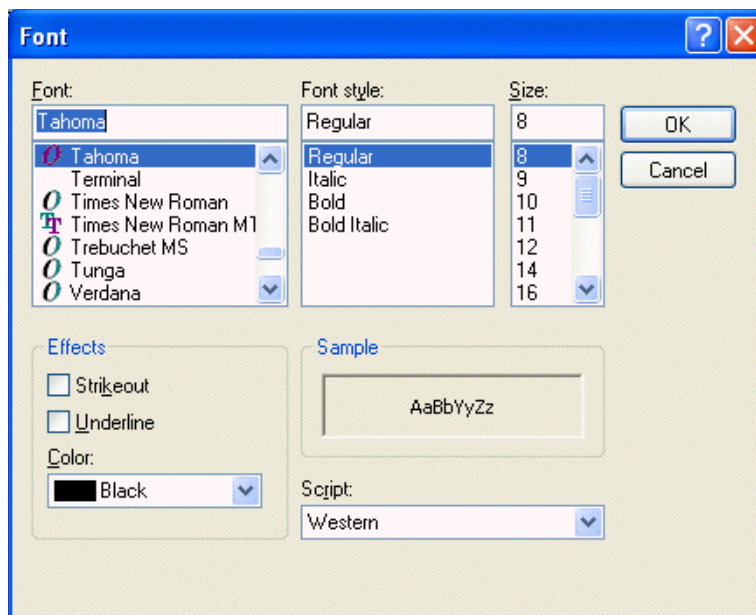 Font
Font:
Tahoma
Tahoma
Terminal
Times New Roman
Times New Roman MT
Trebuchet MS
Tunga
Verdana
Font style:
Regular
Regular
Italic
Bold
Bold Italic
Size:
8
8
9
10
11
12
14
16
OK
Cancel
Effects
Strikeout
Underline
Color:
Black
Sample
AaBbYyZz
Script:
Western